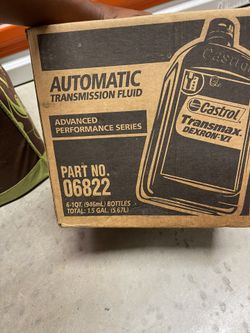 AUTOMATIC
TRANSMISSION FLUID
ADVANCED
PERFORMANCE SERIES
PART NO.
06822
6-1QT. (946mL) BOTTLES
TOTAL: 1.5 GAL. (5.67L)
Castrol
Castrol
Transmax
DEXRON-VI